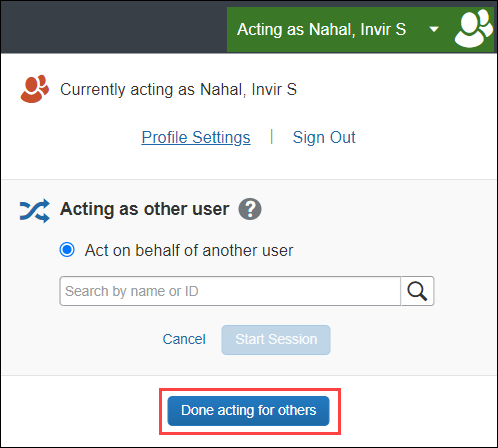 Acting as Nahal, Invir S
Currently acting as Nahal, Invir S
Profile Settings | Sign Out
Acting as other user ?
Act on behalf of another user
Search by name or ID
Cancel Start Session
Done acting for others